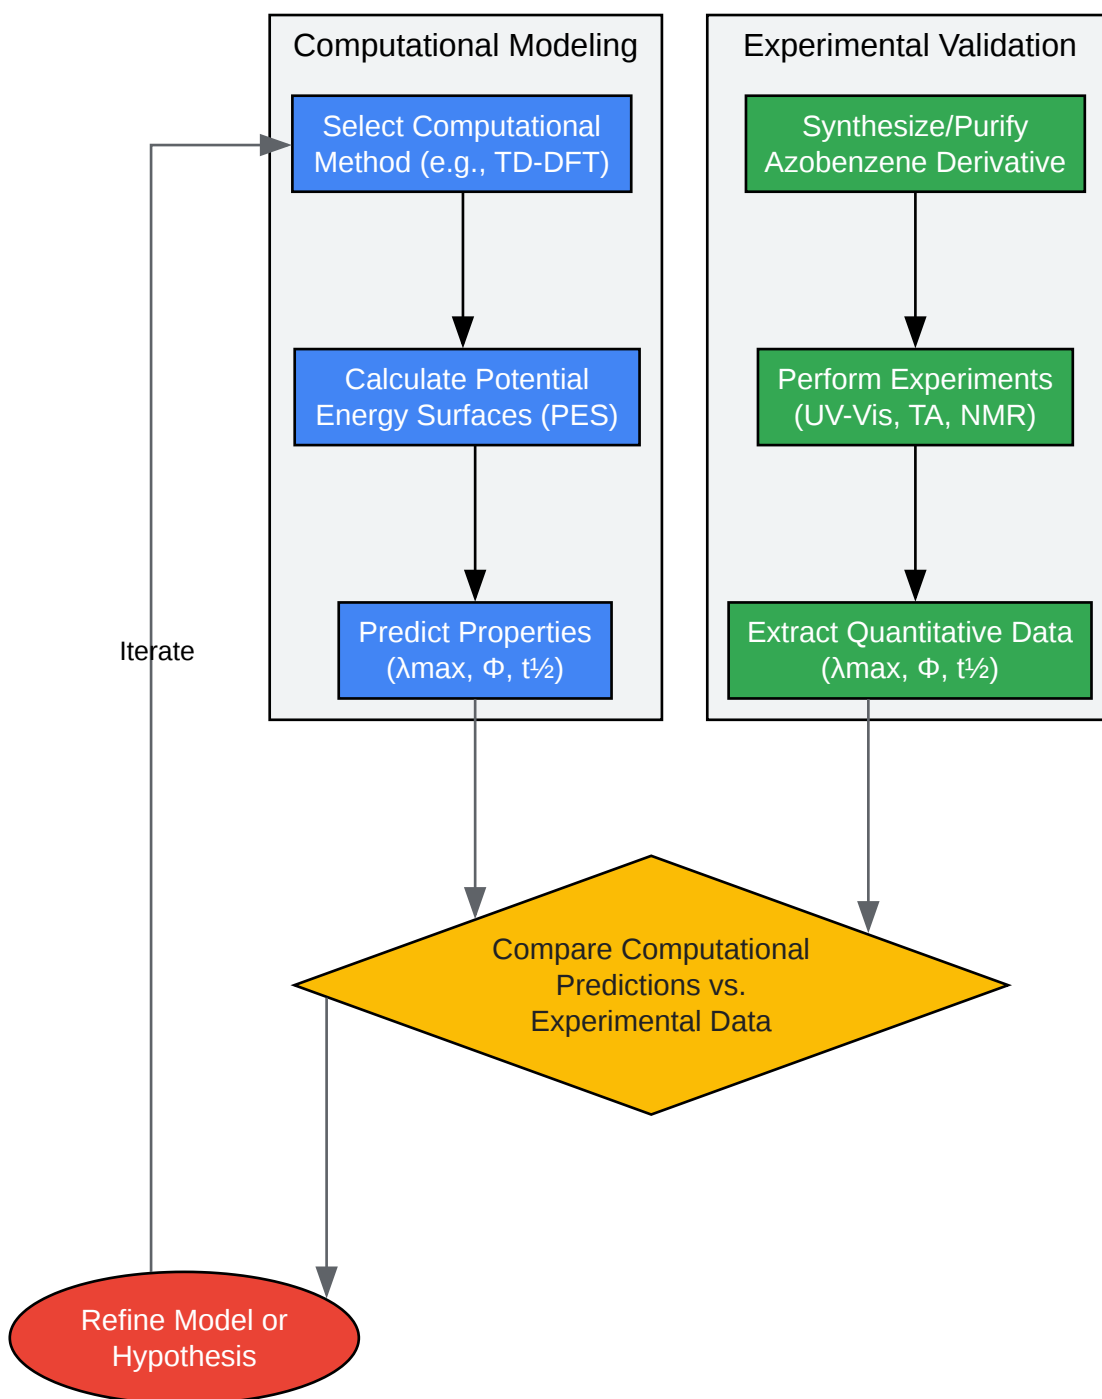 Computational Modeling
Select Computational
Method (e.g., TD-DFT)
Calculate Potential
Energy Surfaces (PES)
Predict Properties
(λmax, Φ, t½)
Experimental Validation
Synthesize/Purify
Azobenzene Derivative
Perform Experiments
(UV-Vis, TA, NMR)
Extract Quantitative Data
(λmax, Φ, t½)
Compare Computational
Predictions vs.
Experimental Data
Refine Model or
Hypothesis
Iterate